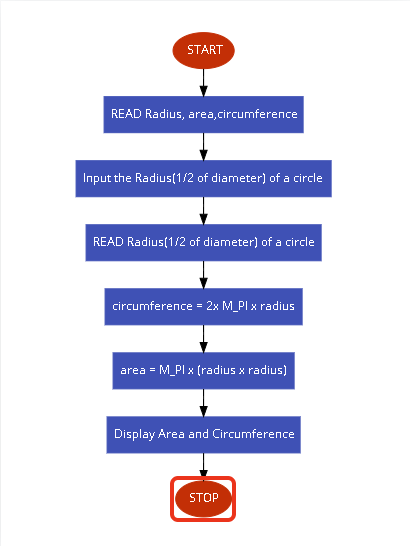 START
READ Radius, area,circumference
Input the Radius(1/2 of diameter) of a circle
READ Radius(1/2 of diameter) of a circle
circumference = 2x M_PI x radius
area = M_PI x (radius x radius)
Display Area and Circumference
STOP